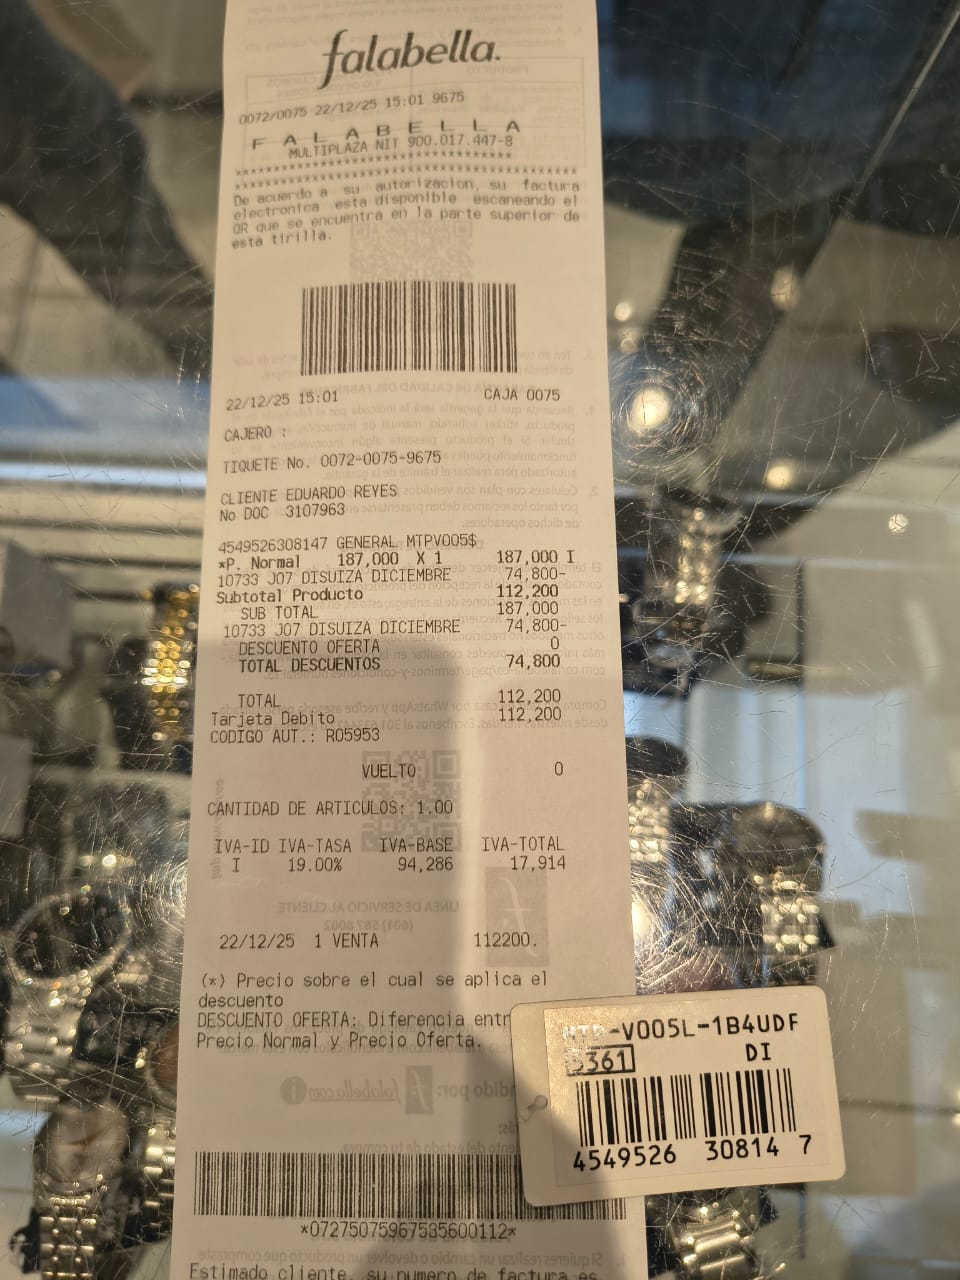 falabella.
0072/0075 22/12/25 15:01 9675
F A L A B E L L A
MULTIPLAZA NIT 900.017.447-8
De acuerdo a su autorizacion, su factura
electronica esta disponible escaneando el
QR que se encuentra en la parte superior de
esta tirilla.
22/12/25 15:01 CAJA 0075
CAJERO :
TIQUETE No. 0072-0075-9675
CLIENTE EDUARDO REYES
No DOC 3107963
4549526308147 GENERAL MTPV005$
*P. Normal 187,000 X 1 187,000 I
10733 J07 DISUIZA DICIEMBRE 74,800-
Subtotal Producto 112,200
SUB TOTAL 187,000
10733 J07 DISUIZA DICIEMBRE 74,800-
DESCUENTO OFERTA 0
TOTAL DESCUENTOS 74,800
TOTAL 112,200
Tarjeta Debito 112,200
CODIGO AUT.: R05953
VUELTO 0
CANTIDAD DE ARTICULOS: 1.00
IVA-ID IVA-TASA IVA-BASE IVA-TOTAL
I 19.00% 94,286 17,914
22/12/25 1 VENTA 112200.
(*) Precio sobre el cual se aplica el
descuento
DESCUENTO OFERTA: Diferencia entr
Precio Normal y Precio Oferta.
*07275075967535600112*
Estimado cliente, su numero de factura es
MTP-V005L-1B4UDF
5361 DI
4549526 30814 7